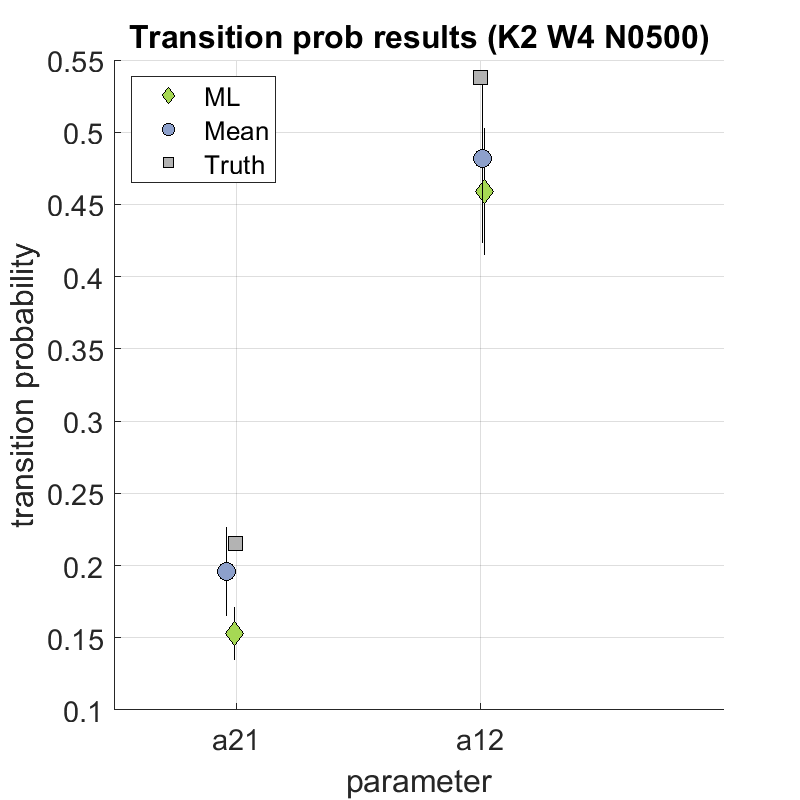 Transition prob results (K2 W4 N0500)
ML
Mean
Truth
transition probability
0.55
0.5
0.45
0.4
0.35
0.3
0.25
0.2
0.15
0.1
a21
a12
parameter